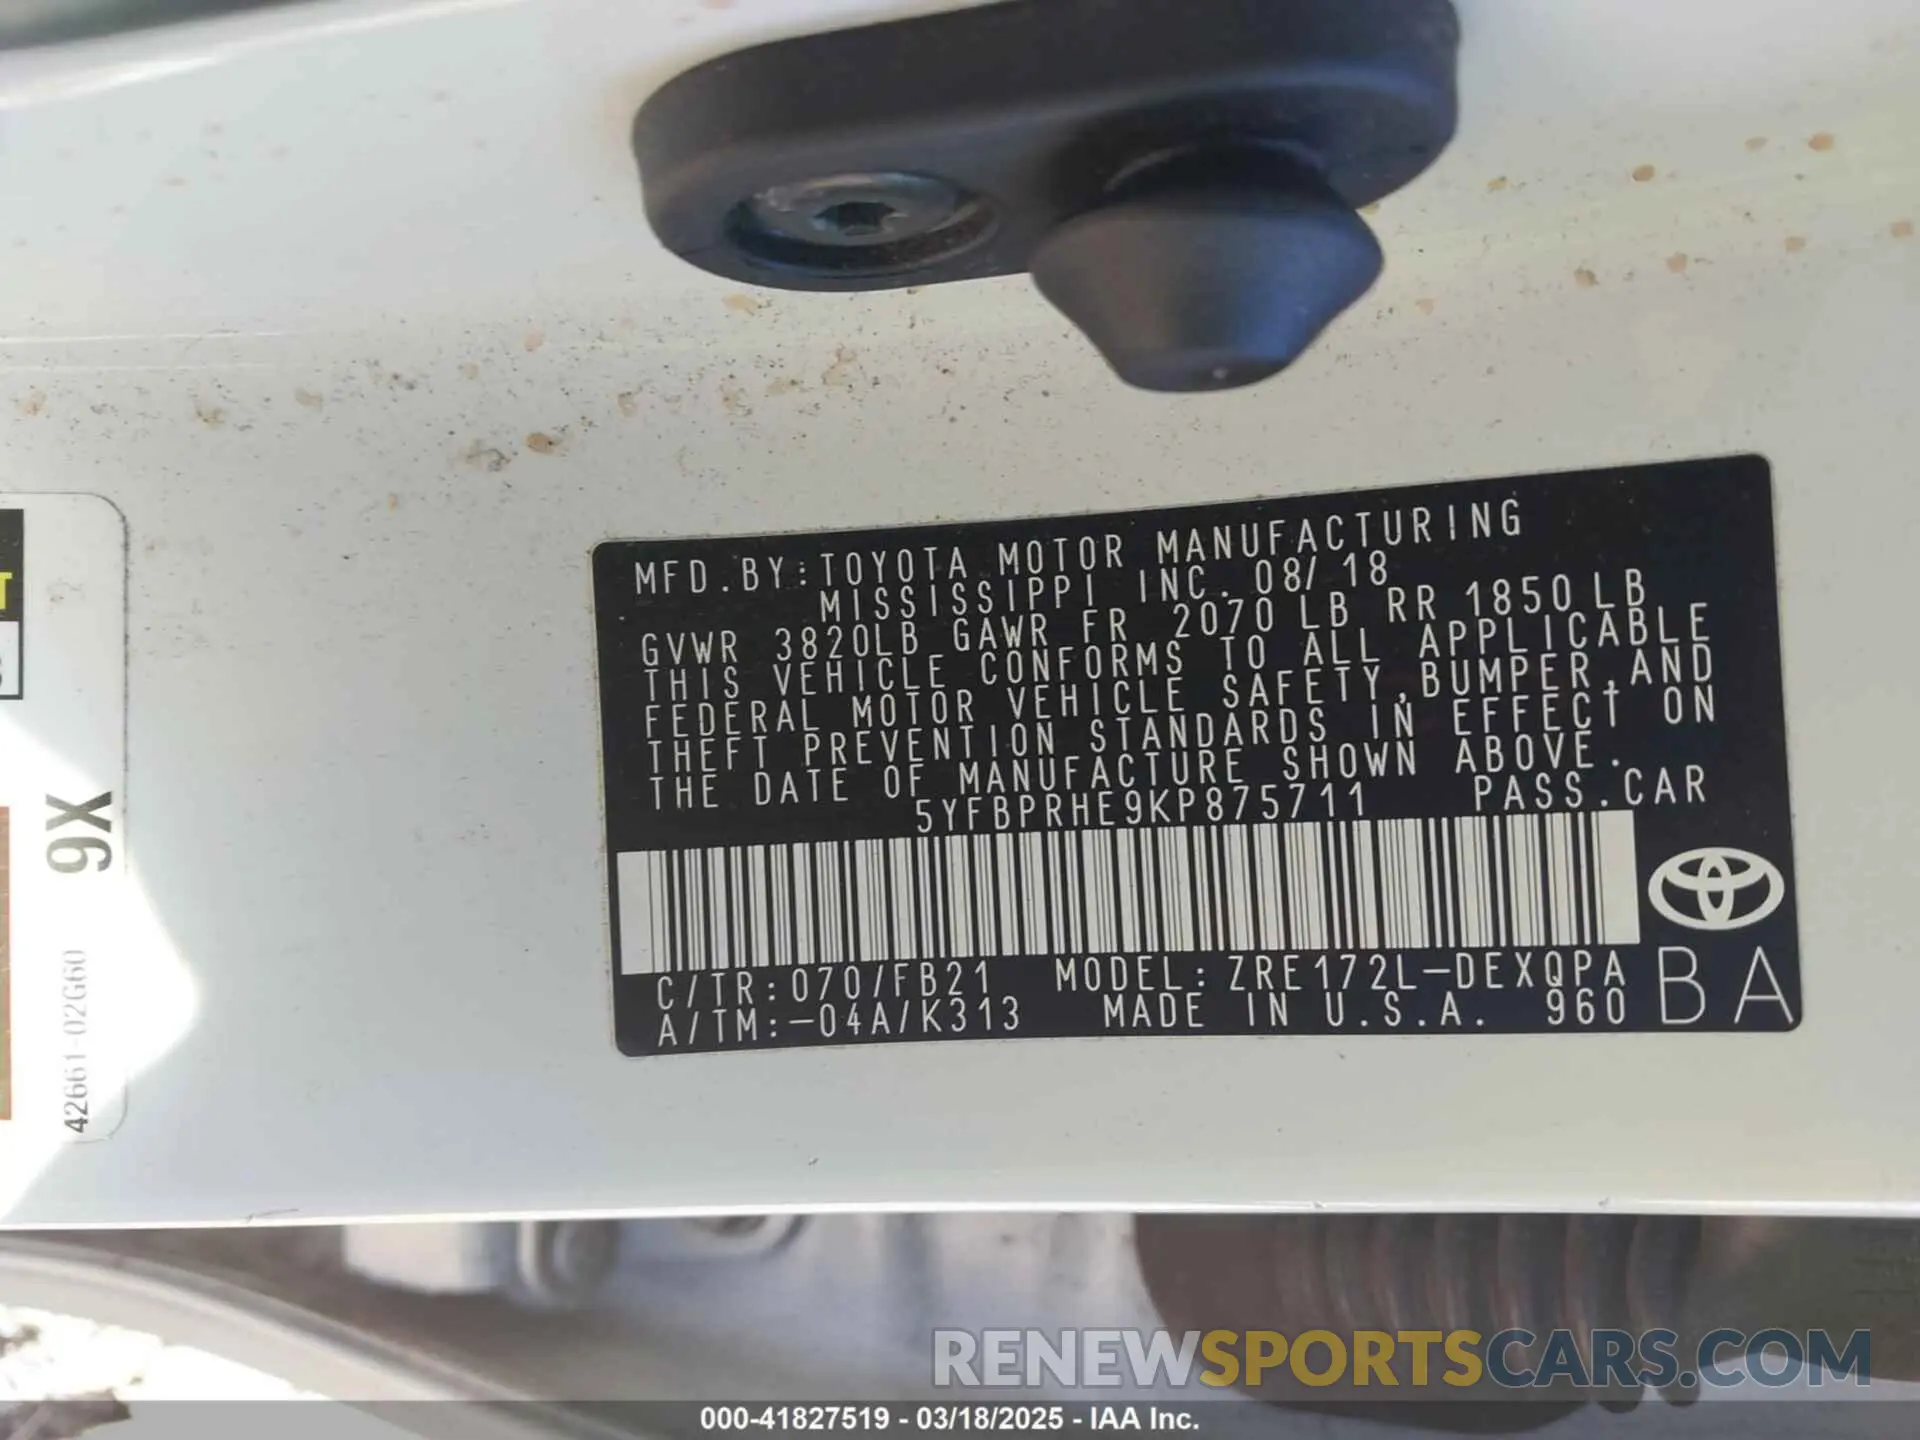 MFD.BY:TOYOTA MOTOR MANUFACTURING
MISSISSIPPI INC. 08/18
GVWR 3820LB GAWR FR 2070 LB RR 1850 LB
THIS VEHICLE CONFORMS TO ALL APPLICABLE
FEDERAL MOTOR VEHICLE SAFETY,BUMPER,AND
THEFT PREVENTION STANDARDS IN EFFECT ON
THE DATE OF MANUFACTURE SHOWN ABOVE.
5YFBPRHE9KP875711 PASS.CAR
C/TR:070/FB21 MODEL:ZRE172L-DEXQPA
A/TM:-04A/K313 MADE IN U.S.A. 960 BA
9X
42661-02G60
RENEWSPORTSCARS.COM
000-41827519 - 03/18/2025 - IAA Inc.